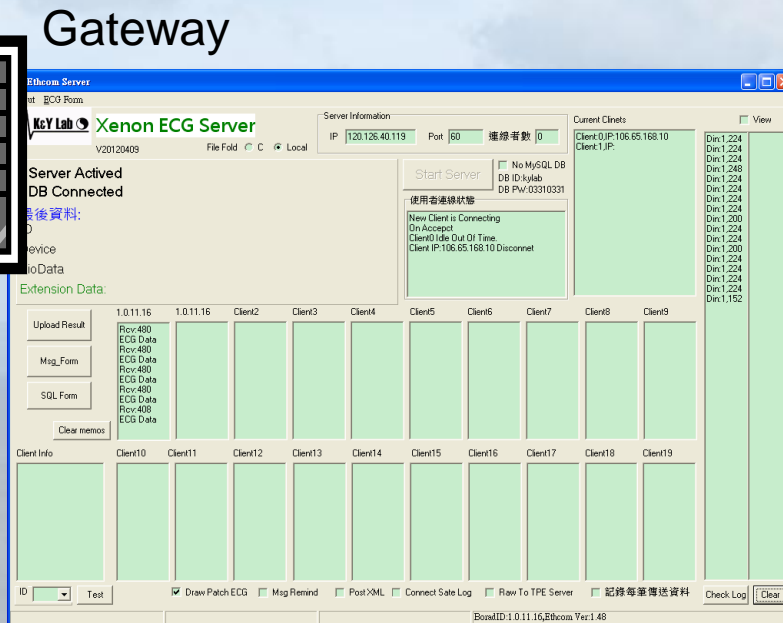 Gateway
Ethcom Server
ECG Form
K&Y Lab Xenon ECG Server
V20120409 File Fold C Local
Server Information
IP 120.126.40.119 Port 60 連線者數 0
Current Clinets
Client:0,IP:106.65.168.10
Client:1,IP:
View
Server Actived
DB Connected
最後資料:
Device
BioData
Extension Data:
Start Server
No MySQL DB
DB ID:kylab
DB PW:03310331
使用者連線狀態
New Client is Connecting
On Accepct
Client0 Idle Out Of Time.
Client IP:106.65.168.10 Disconnet
Din:1,224
Din:1,224
Din:1,224
Din:1,248
Din:1,224
Din:1,224
Din:1,224
Din:1,224
Din:1,200
Din:1,224
Din:1,224
Din:1,200
Din:1,224
Din:1,224
Din:1,224
Din:1,224
Din:1,152
Upload Result
Msg_Form
SQL Form
Clear memos
1.0.11.16 1.0.11.16 Client2 Client3 Client4 Client5 Client6 Client7 Client8 Client9
Rcv:480
ECG Data
Rcv:480
ECG Data
Rcv:480
ECG Data
Rcv:480
ECG Data
Rcv:408
ECG Data
Client Info Client10 Client11 Client12 Client13 Client14 Client15 Client16 Client17 Client18 Client19
ID Test Draw Patch ECG Msg Remind Post XML Connect Sate Log Raw To TPE Server 記錄每筆傳送資料 Check Log Clear
BoradID:1.0.11.16,Ethcom Ver:1.48